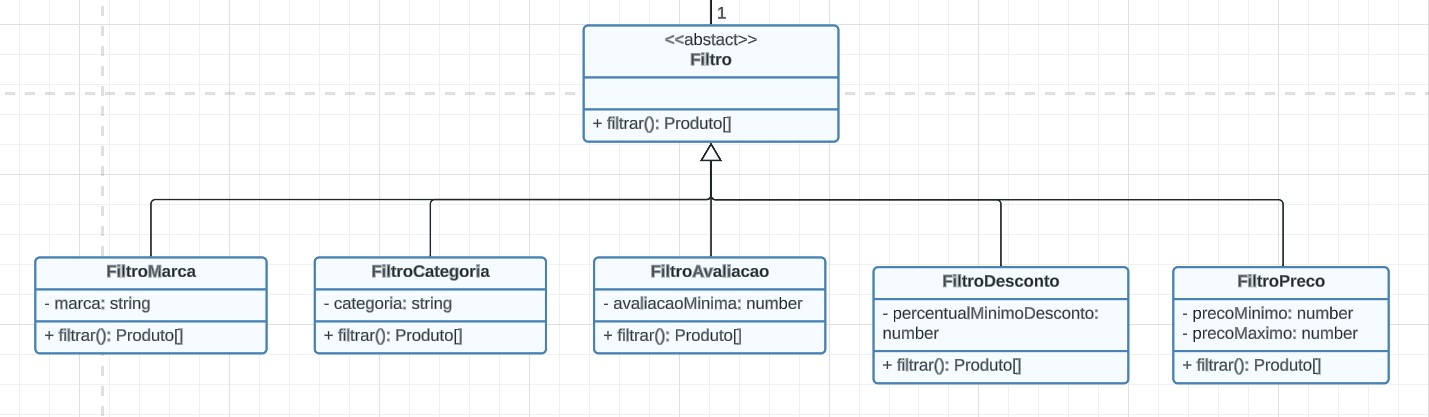 1
<<abstact>>
Filtro
+ filtrar(): Produto[]
FiltroMarca
- marca: string
+ filtrar(): Produto[]
FiltroCategoria
- categoria: string
+ filtrar(): Produto[]
FiltroAvaliacao
- avaliacaoMinima: number
+ filtrar(): Produto[]
FiltroDesconto
- percentualMinimoDesconto:
number
+ filtrar(): Produto[]
FiltroPreco
- precoMinimo: number
- precoMaximo: number
+ filtrar(): Produto[]